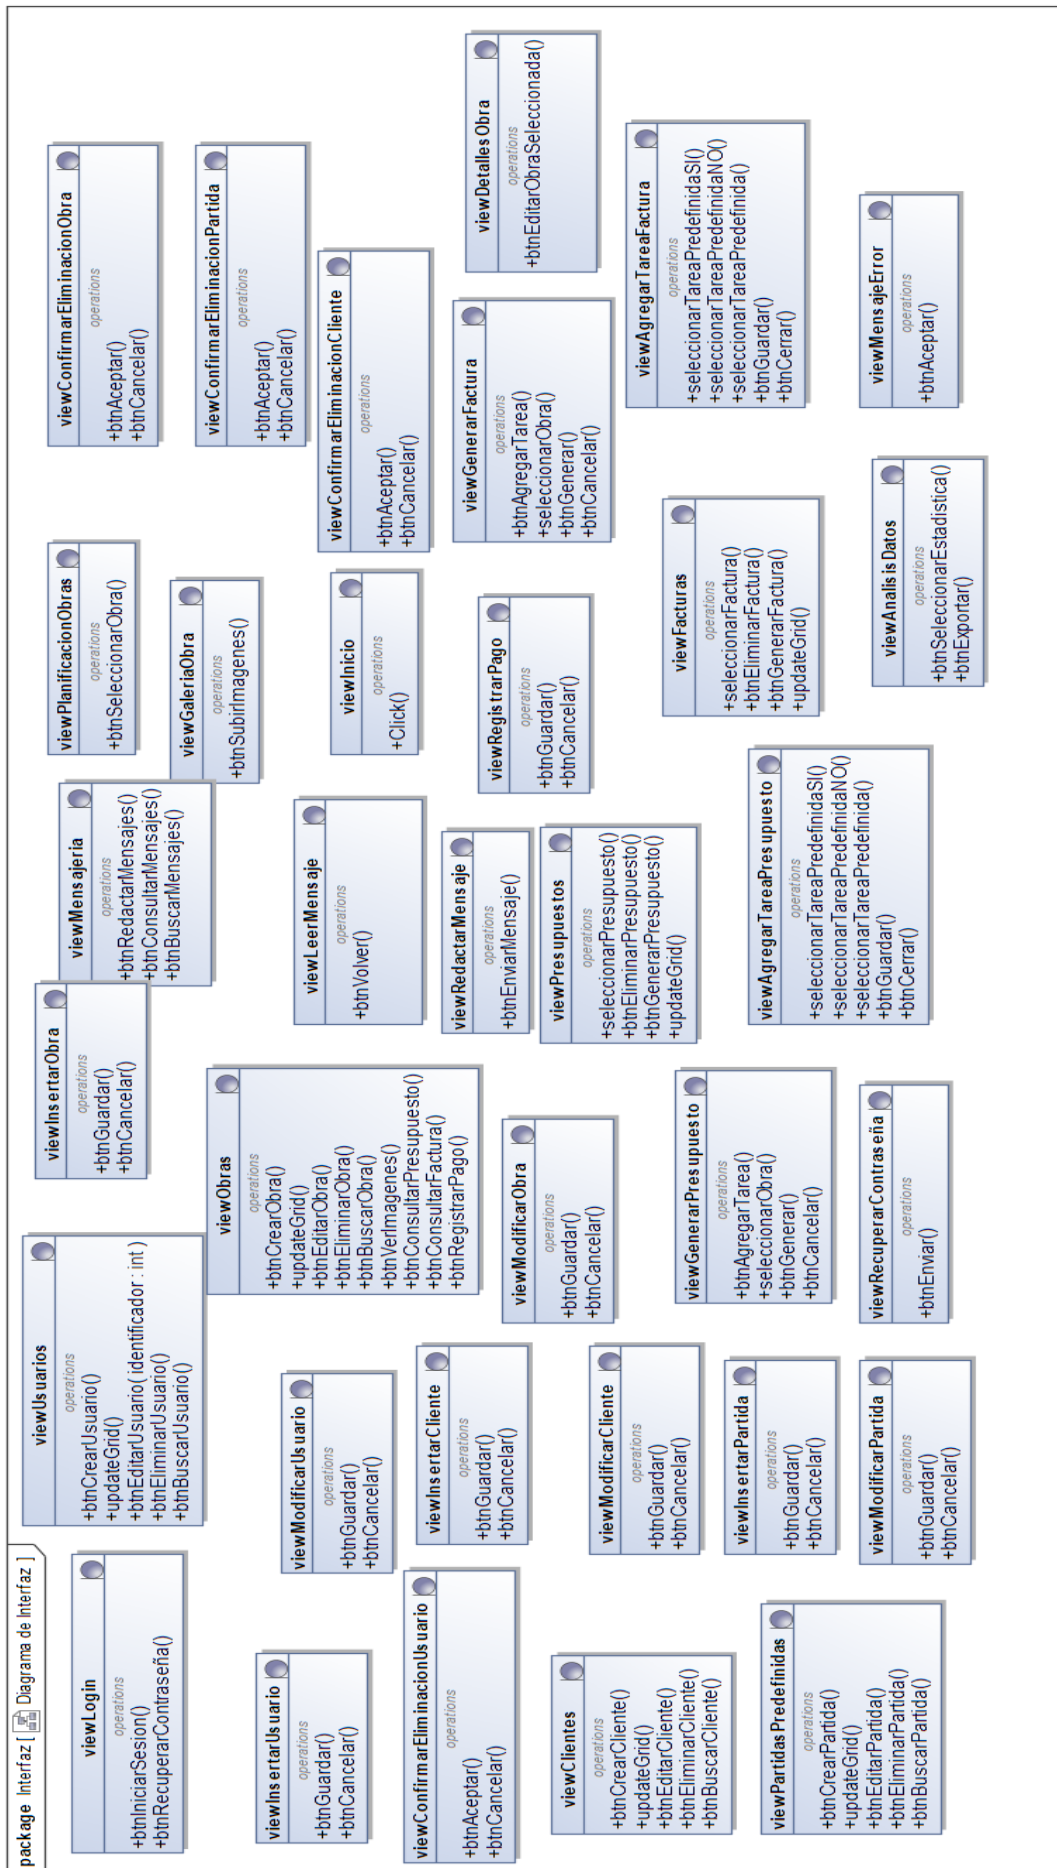 package Interfaz [ Diagrama de Interfaz ]
viewLogin
operations
+btnIniciarSesion()
+btnRecuperarContraseña()
viewUsuarios
operations
+btnCrearUsuario()
+updateGrid()
+btnEditarUsuario( identificador : int )
+btnEliminarUsuario()
+btnBuscarUsuario()
viewInsertarObra
operations
+btnGuardar()
+btnCancelar()
viewMensajeria
operations
+btnRedactarMensajes()
+btnConsultarMensajes()
+btnBuscarMensajes()
viewPlanificacionObras
operations
+btnSeleccionarObra()
viewConfirmarEliminacionObra
operations
+btnAceptar()
+btnCancelar()
viewGaleriaObra
operations
+btnSubirImagenes()
viewConfirmarEliminacionPartida
operations
+btnAceptar()
+btnCancelar()
viewObras
operations
+btnCrearObra()
+updateGrid()
+btnEditarObra()
+btnEliminarObra()
+btnBuscarObra()
+btnVerImagenes()
+btnConsultarPresupuesto()
+btnConsultarFactura()
+btnRegistrarPago()
viewInsertarUsuario
operations
+btnGuardar()
+btnCancelar()
viewModificarUsuario
operations
+btnGuardar()
+btnCancelar()
viewLeerMensaje
operations
+btnVolver()
viewInicio
operations
+Click()
viewConfirmarEliminacionCliente
operations
+btnAceptar()
+btnCancelar()
viewConfirmarEliminacionUsuario
operations
+btnAceptar()
+btnCancelar()
viewInsertarCliente
operations
+btnGuardar()
+btnCancelar()
viewRedactarMensaje
operations
+btnEnviarMensaje()
viewRegistrarPago
operations
+btnGuardar()
+btnCancelar()
viewGenerarFactura
operations
+btnAgregarTarea()
+seleccionarObra()
+btnGenerar()
+btnCancelar()
viewDetallesObra
operations
+btnEditarObraSeleccionada()
viewClientes
operations
+btnCrearCliente()
+updateGrid()
+btnEditarCliente()
+btnEliminarCliente()
+btnBuscarCliente()
viewModificarCliente
operations
+btnGuardar()
+btnCancelar()
viewModificarObra
operations
+btnGuardar()
+btnCancelar()
viewPresupuestos
operations
+seleccionarPresupuesto()
+btnEliminarPresupuesto()
+btnGenerarPresupuesto()
+updateGrid()
viewFacturas
operations
+seleccionarFactura()
+btnEliminarFactura()
+btnGenerarFactura()
+updateGrid()
viewAgregarTareaFactura
operations
+seleccionarTareaPredefinidaSI()
+seleccionarTareaPredefinidaNO()
+seleccionarTareaPredefinida()
+btnGuardar()
+btnCerrar()
viewPartidasPredefinidas
operations
+btnCrearPartida()
+updateGrid()
+btnEditarPartida()
+btnEliminarPartida()
+btnBuscarPartida()
viewInsertarPartida
operations
+btnGuardar()
+btnCancelar()
viewGenerarPresupuesto
operations
+btnAgregarTarea()
+seleccionarObra()
+btnGenerar()
+btnCancelar()
viewAgregarTareaPresupuesto
operations
+seleccionarTareaPredefinidaSI()
+seleccionarTareaPredefinidaNO()
+seleccionarTareaPredefinida()
+btnGuardar()
+btnCerrar()
viewModificarPartida
operations
+btnGuardar()
+btnCancelar()
viewRecuperarContraseña
operations
+btnEnviar()
viewAnalisisDatos
operations
+btnSeleccionarEstadistica()
+btnExportar()
viewMensajeError
operations
+btnAceptar()